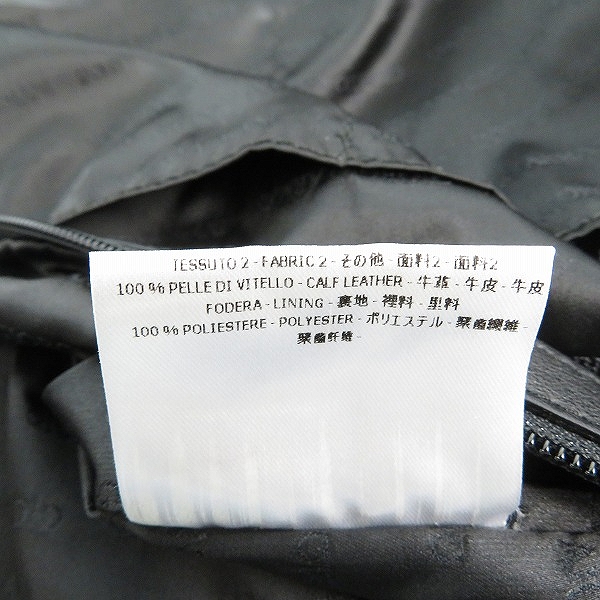 TESSUTO 2 - FABRIC 2 - その他 - 面料2 - 面料2
100 % PELLE DI VITELLO - CALF LEATHER - 牛革 - 牛皮 - 牛皮
FODERA - LINING - 裏地 - 裡料 - 里料
100 % POLIESTERE - POLYESTER - ポリエステル - 聚酯纖維 -
聚酯纤维 -